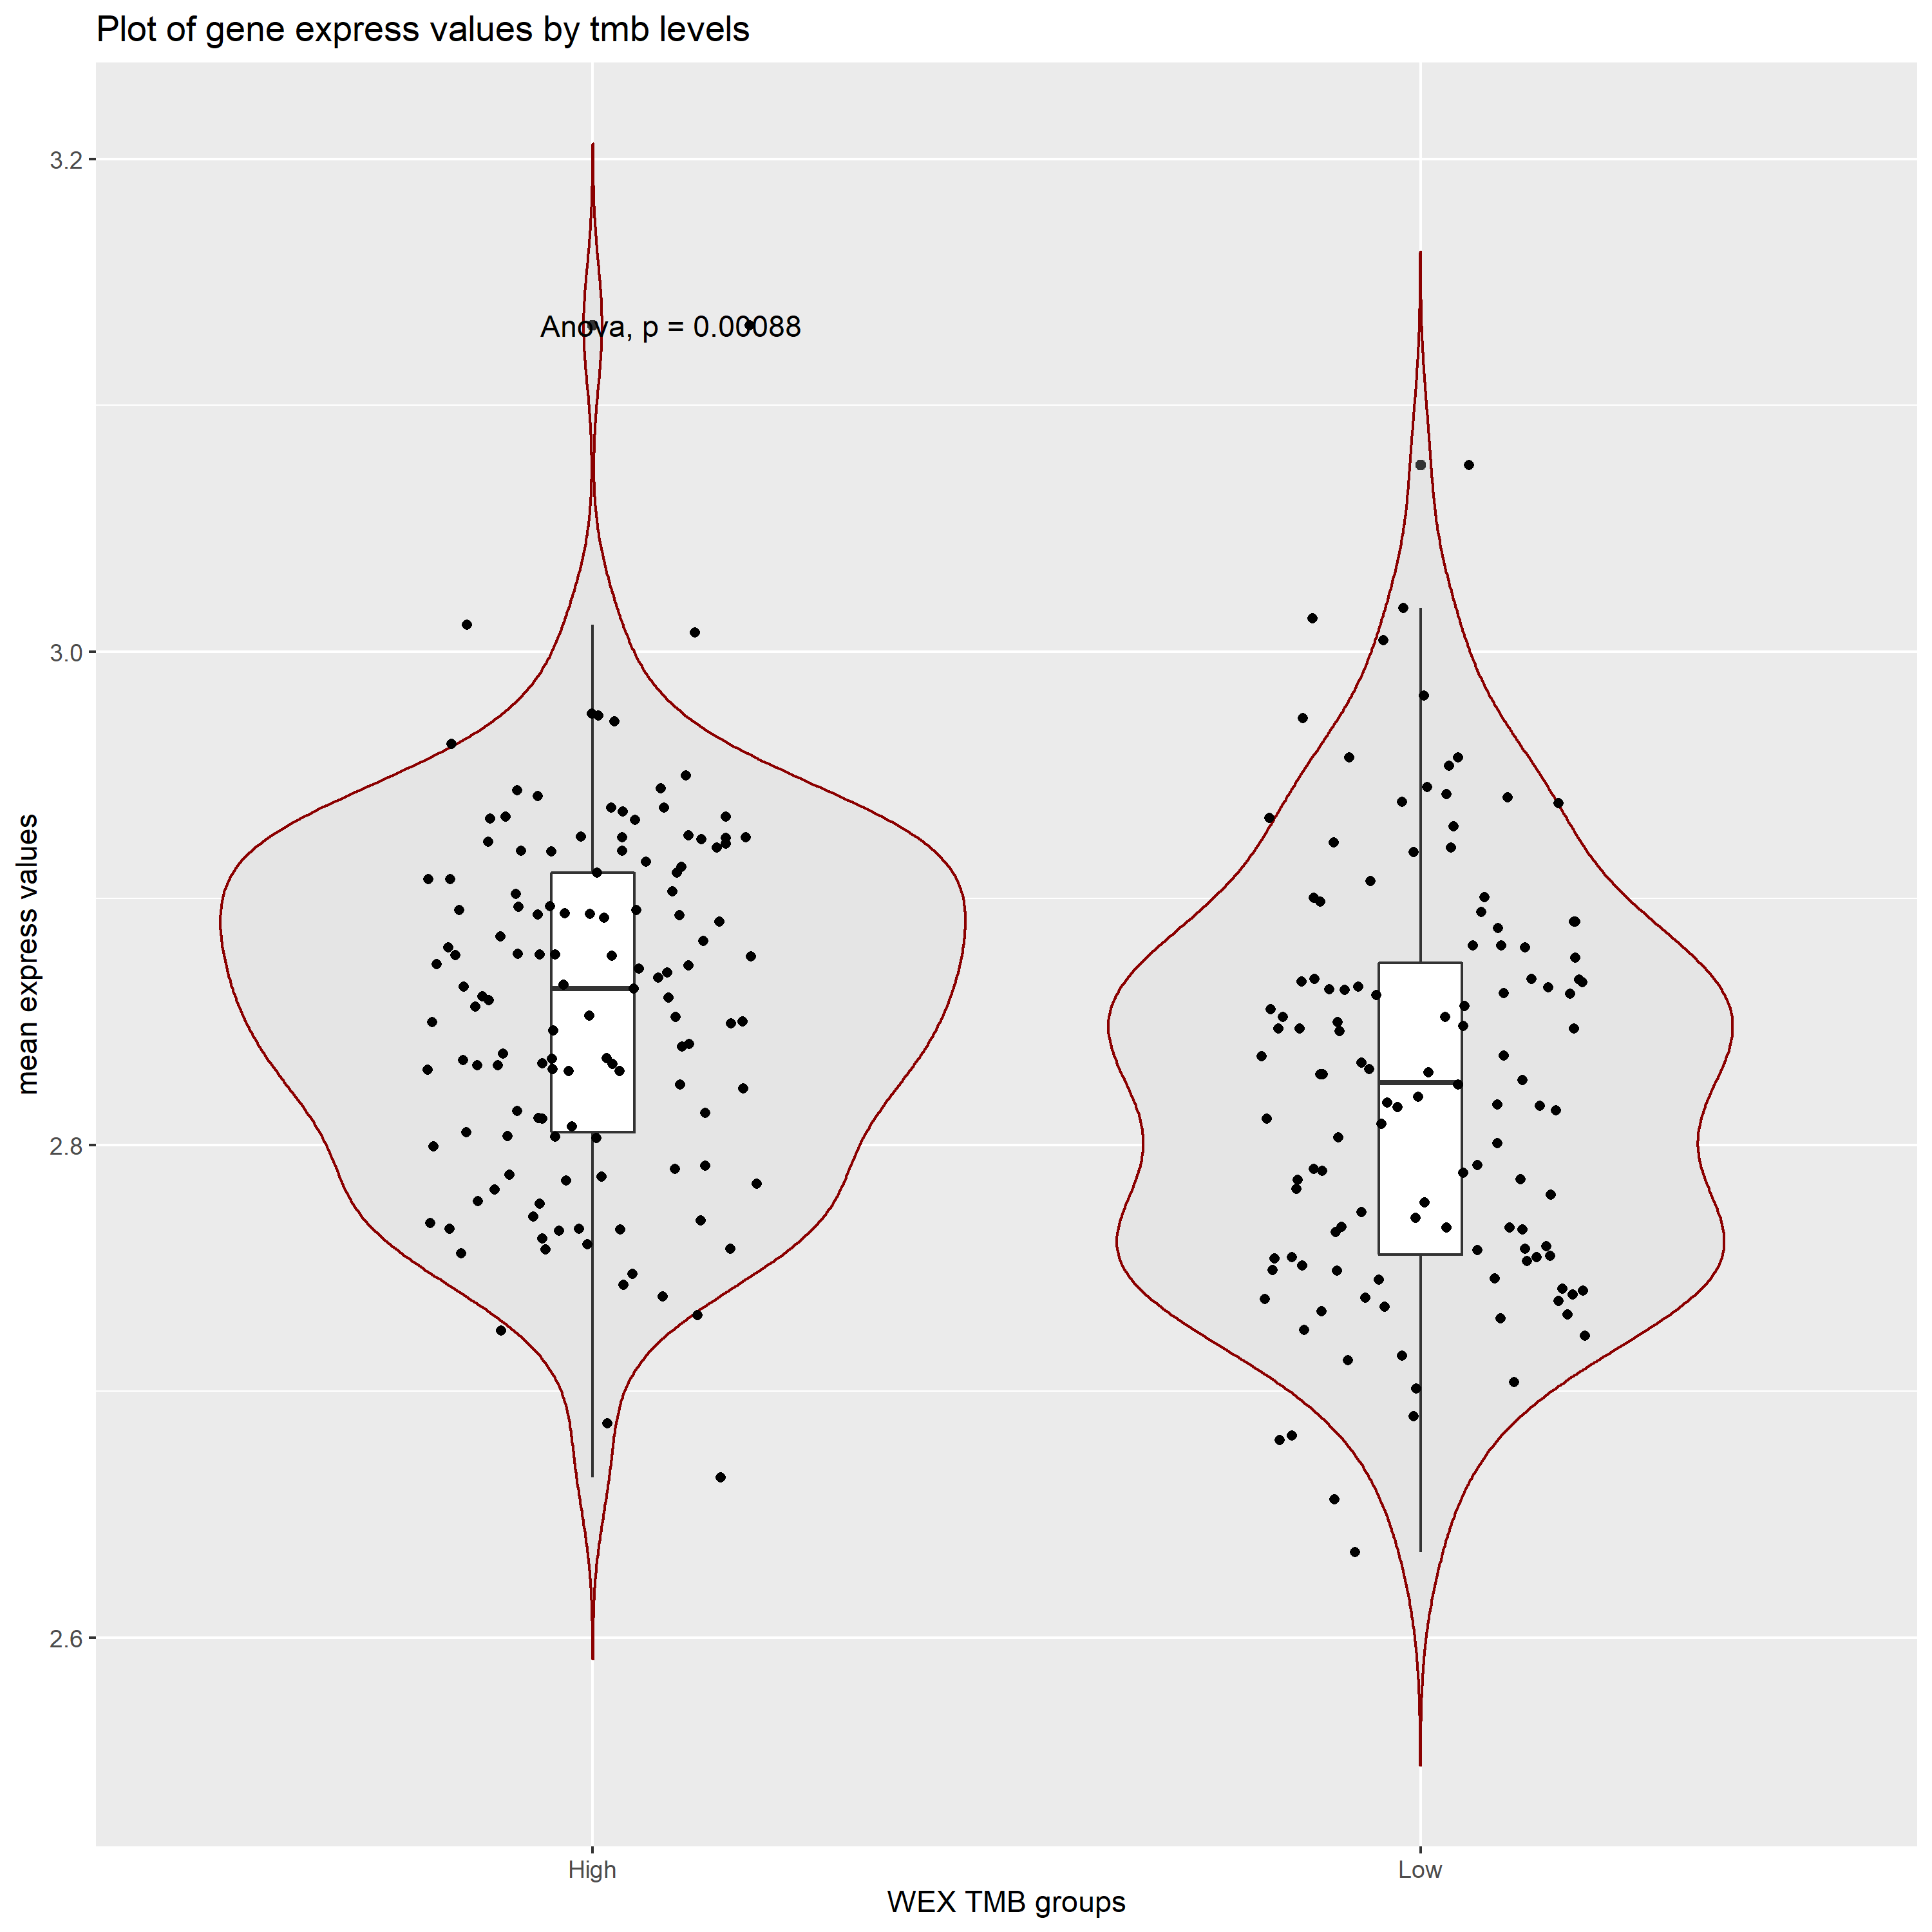 Plot of gene express values by tmb levels
3.2
Anova, p = 0.00088
3.0
mean express values
2.8
2.6
High
Low
WEX TMB groups